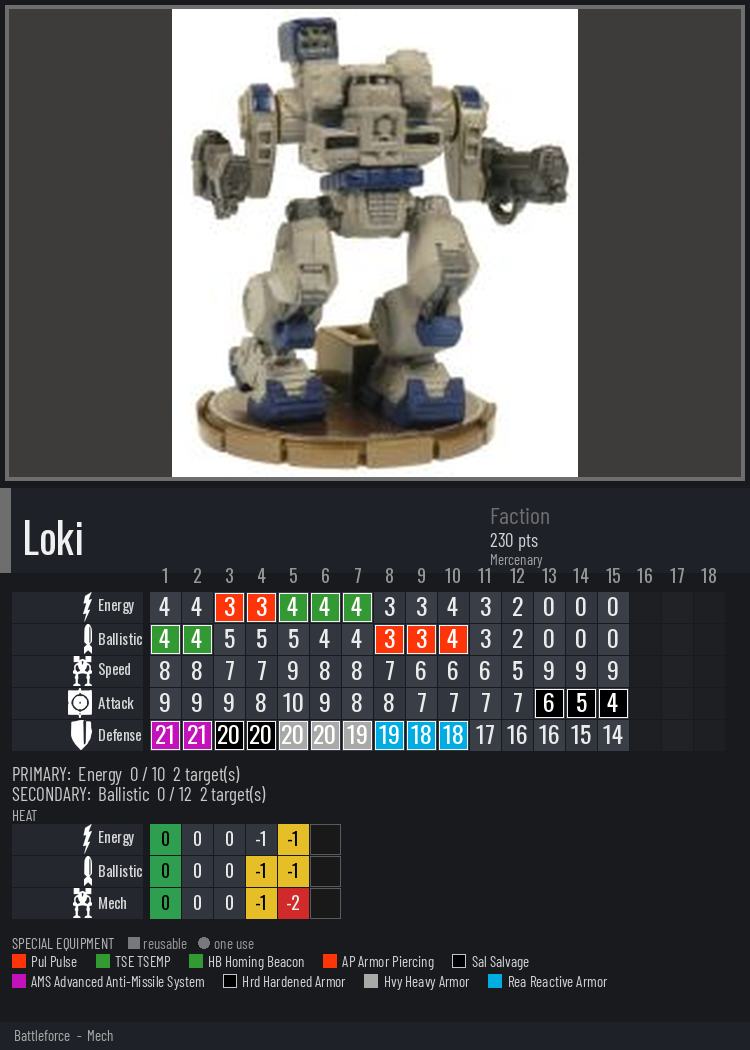 Loki
Faction
230 pts
Mercenary
1 2 3 4 5 6 7 8 9 10 11 12 13 14 15 16 17 18
Energy 4 4 3 3 4 4 4 3 3 4 3 2 0 0 0
Ballistic 4 4 5 5 5 4 4 3 3 4 3 2 0 0 0
Speed 8 8 7 7 9 8 8 7 6 6 6 5 9 9 9
Attack 9 9 9 8 10 9 8 8 7 7 7 7 6 5 4
Defense 21 21 20 20 20 20 19 19 18 18 17 16 16 15 14
PRIMARY: Energy 0 / 10 2 target(s)
SECONDARY: Ballistic 0 / 12 2 target(s)
HEAT
Energy 0 0 0 -1 -1
Ballistic 0 0 0 -1 -1
Mech 0 0 0 -1 -2
SPECIAL EQUIPMENT reusable one use
Pul Pulse TSE TSEMP HB Homing Beacon AP Armor Piercing Sal Salvage
AMS Advanced Anti-Missile System Hrd Hardened Armor Hvy Heavy Armor Rea Reactive Armor
Battleforce - Mech